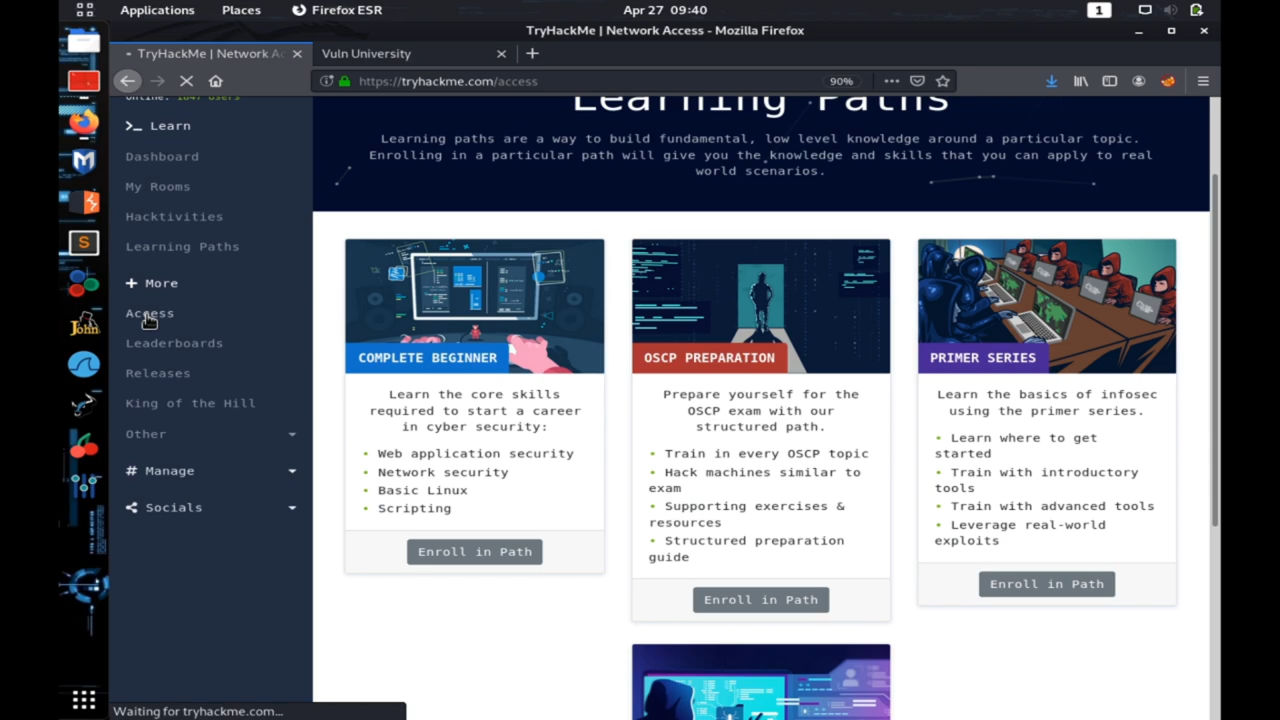 Applications Places Firefox ESR Apr 27 09:40 1
TryHackMe | Network Access - Mozilla Firefox
TryHackMe | Network Ac Vuln University
https://tryhackme.com/access 90%
Online: 1847 users
Learn
Dashboard
My Rooms
Hacktivities
Learning Paths
More
Access
Leaderboards
Releases
King of the Hill
Other
Manage
Socials
Learning Paths
Learning paths are a way to build fundamental, low level knowledge around a particular topic.
Enrolling in a particular path will give you the knowledge and skills that you can apply to real
world scenarios.
COMPLETE BEGINNER
Learn the core skills
required to start a career
in cyber security:
• Web application security
• Network security
• Basic Linux
• Scripting
Enroll in Path
OSCP PREPARATION
Prepare yourself for the
OSCP exam with our
structured path.
• Train in every OSCP topic
• Hack machines similar to
exam
• Supporting exercises &
resources
• Structured preparation
guide
Enroll in Path
PRIMER SERIES
Learn the basics of infosec
using the primer series.
• Learn where to get
started
• Train with introductory
tools
• Train with advanced tools
• Leverage real-world
exploits
Enroll in Path
Waiting for tryhackme.com...